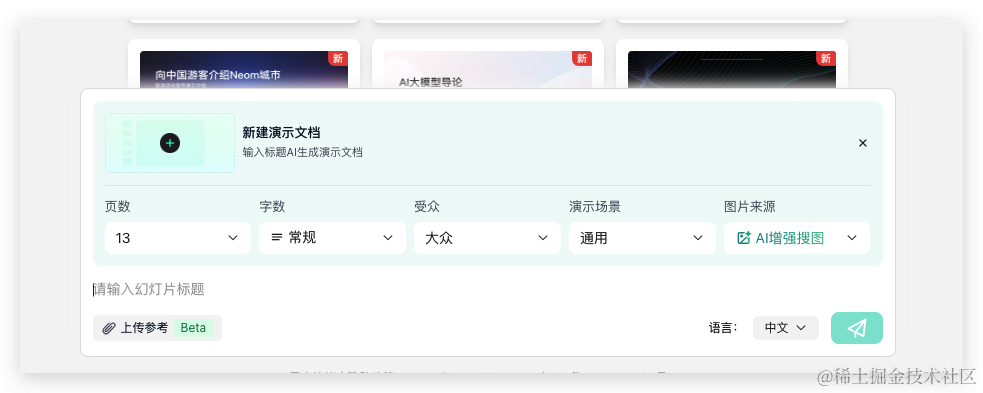 新
新
新
向中国游客介绍Neom城市
AI大模型导论
新建演示文档
输入标题AI生成演示文档
页数
字数
受众
演示场景
图片来源
13
常规
大众
通用
AI增强搜图
请输入幻灯片标题
上传参考
Beta
语言：
中文
@稀土掘金技术社区